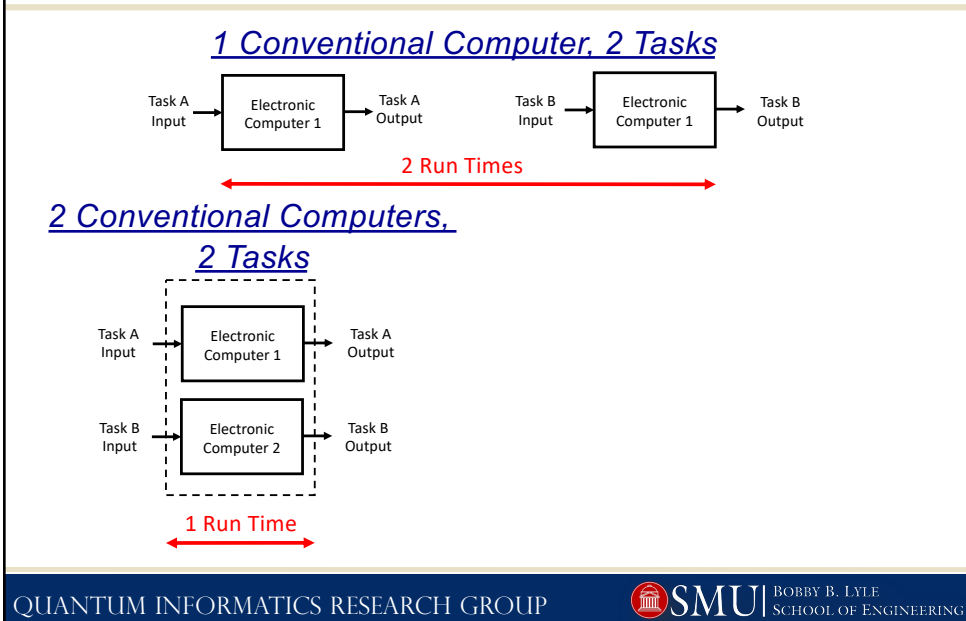 1 Conventional Computer, 2 Tasks
Task A
Input
Electronic
Computer 1
Task A
Output
Task B
Input
Electronic
Computer 1
Task B
Output
2 Run Times
2 Conventional Computers,
2 Tasks
Task A
Input
Electronic
Computer 1
Task A
Output
Task B
Input
Electronic
Computer 2
Task B
Output
1 Run Time
QUANTUM INFORMATICS RESEARCH GROUP
SMU
BOBBY B. LYLE
SCHOOL OF ENGINEERING